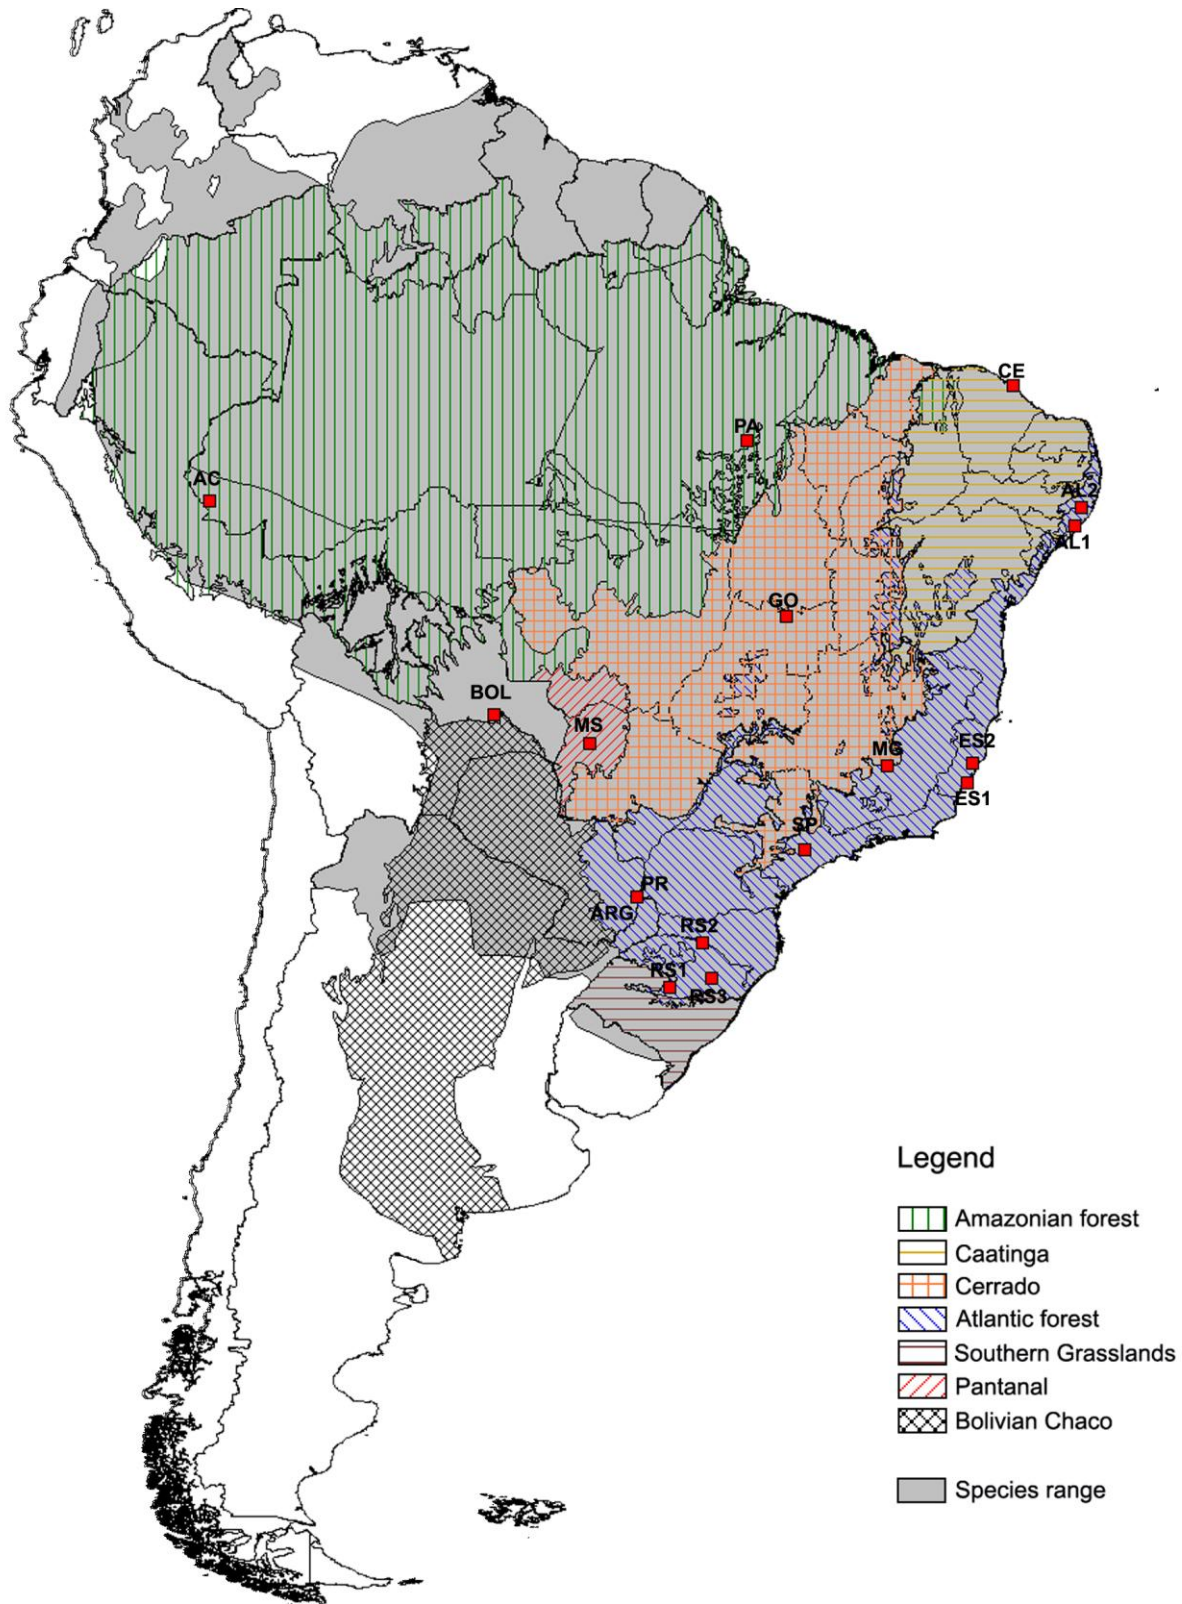 CE
PA
AC
AL2
AL1
GO
BOL
MS
MG
ES2
ES1
SP
PR
ARG
RS2
RS1
RS3
Legend
Amazonian forest
Caatinga
Cerrado
Atlantic forest
Southern Grasslands
Pantanal
Bolivian Chaco
Species range